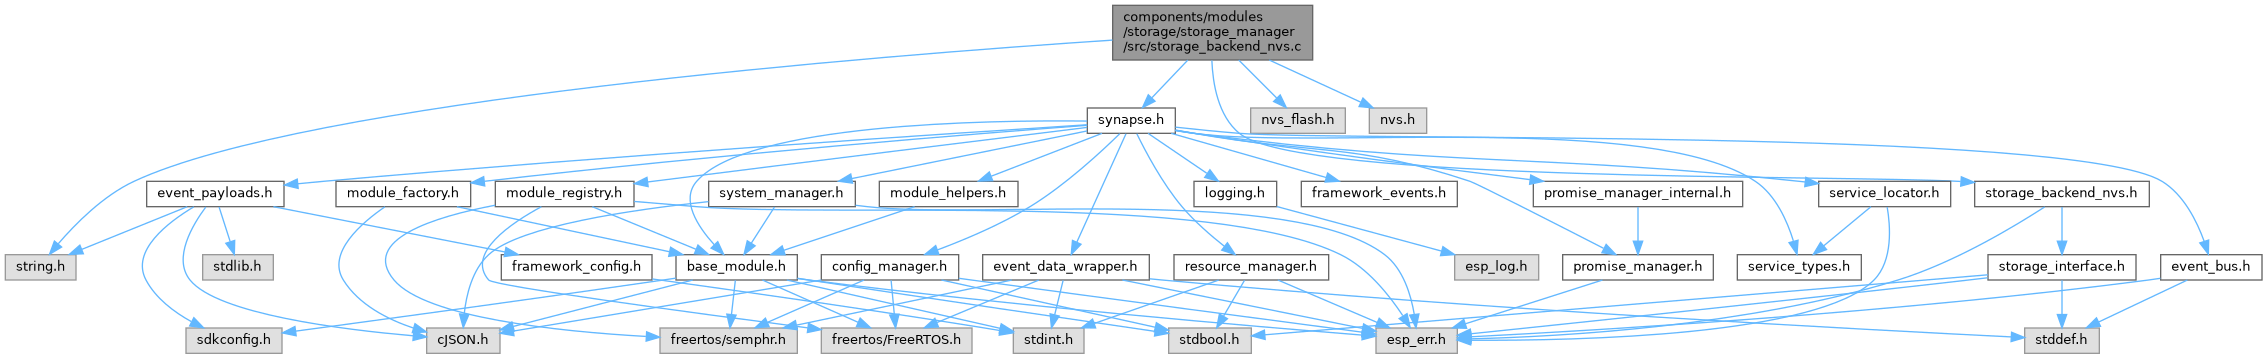 components/modules
/storage/storage_manager
/src/storage_backend_nvs.c
synapse.h
nvs_flash.h
nvs.h
event_payloads.h
module_factory.h
module_registry.h
system_manager.h
module_helpers.h
logging.h
framework_events.h
promise_manager_internal.h
service_locator.h
storage_backend_nvs.h
string.h
stdlib.h
framework_config.h
base_module.h
config_manager.h
event_data_wrapper.h
resource_manager.h
esp_log.h
promise_manager.h
service_types.h
storage_interface.h
event_bus.h
sdkconfig.h
cJSON.h
freertos/semphr.h
freertos/FreeRTOS.h
stdint.h
stdbool.h
esp_err.h
stddef.h